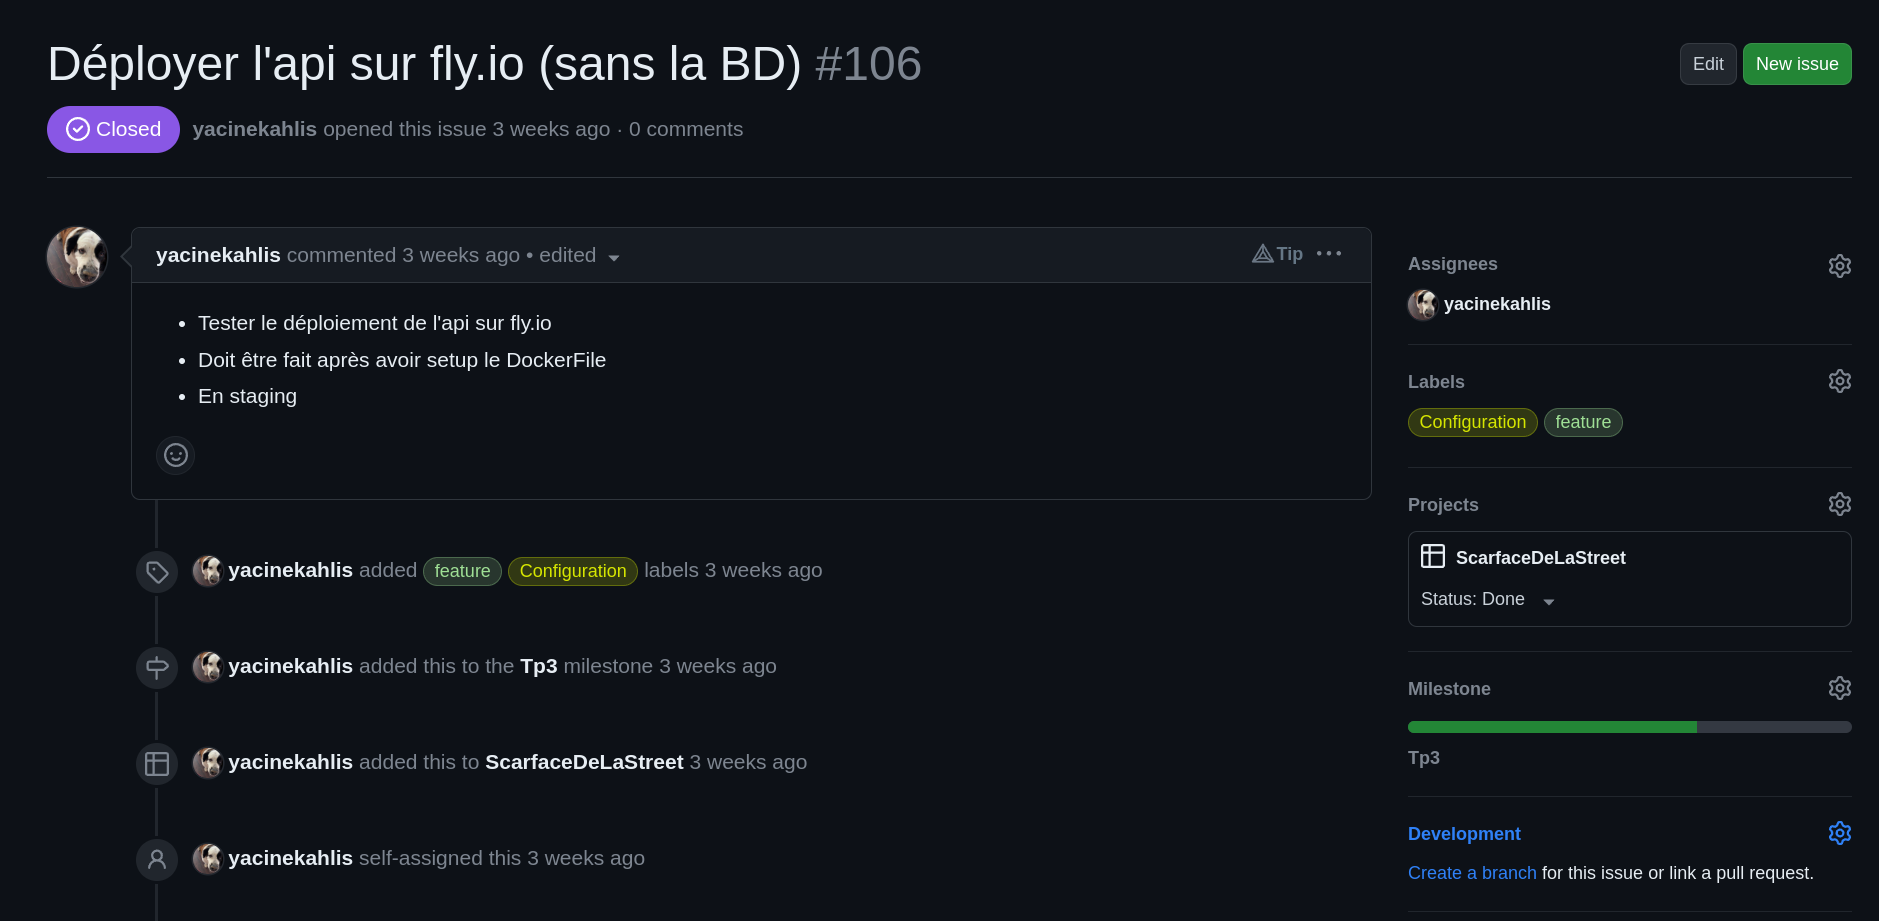 Déployer l'api sur fly.io (sans la BD) #106
Edit
New issue
Closed
yacinekahlis opened this issue 3 weeks ago · 0 comments
yacinekahlis commented 3 weeks ago • edited
Tip
• Tester le déploiement de l'api sur fly.io
• Doit être fait après avoir setup le DockerFile
• En staging
yacinekahlis added feature Configuration labels 3 weeks ago
yacinekahlis added this to the Tp3 milestone 3 weeks ago
yacinekahlis added this to ScarfaceDeLaStreet 3 weeks ago
yacinekahlis self-assigned this 3 weeks ago
Assignees
yacinekahlis
Labels
Configuration feature
Projects
ScarfaceDeLaStreet
Status: Done
Milestone
Tp3
Development
Create a branch for this issue or link a pull request.